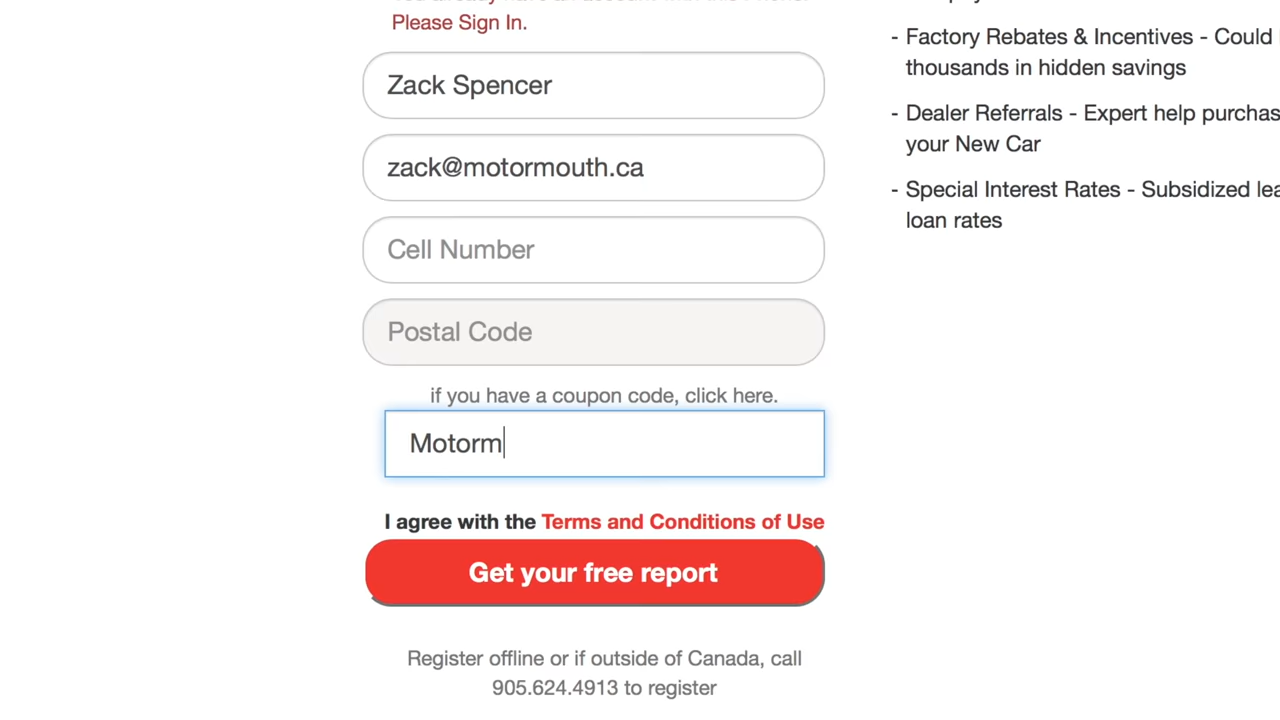 Please Sign In.
Zack Spencer
zack@motormouth.ca
Cell Number
Postal Code
if you have a coupon code, click here.
Motorm
I agree with the Terms and Conditions of Use
Get your free report
Register offline or if outside of Canada, call
905.624.4913 to register
- Factory Rebates & Incentives - Could
thousands in hidden savings
- Dealer Referrals - Expert help purchas
your New Car
- Special Interest Rates - Subsidized lea
loan rates